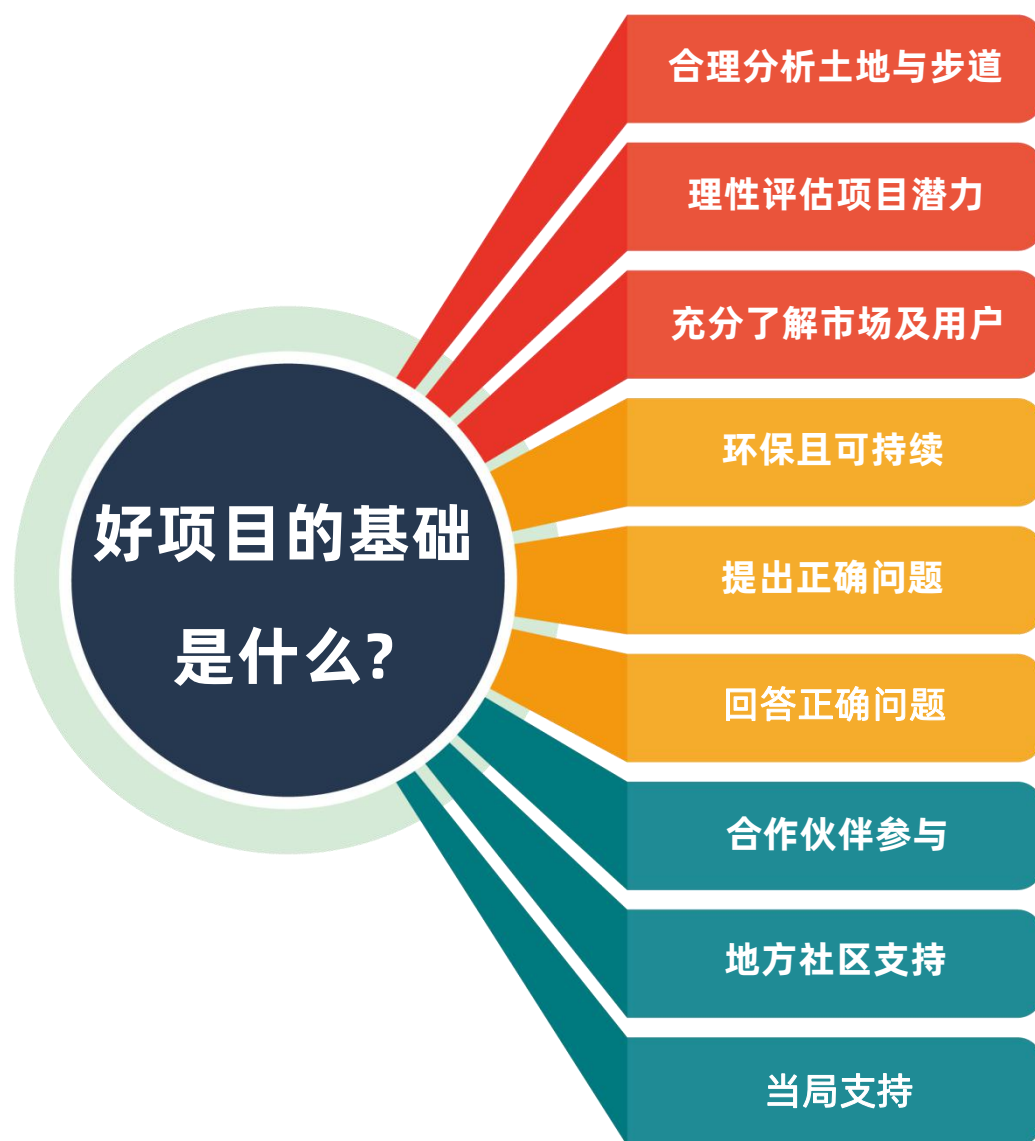 好项目的基础
是什么?
合理分析土地与步道
理性评估项目潜力
充分了解市场及用户
环保且可持续
提出正确问题
回答正确问题
合作伙伴参与
地方社区支持
当局支持